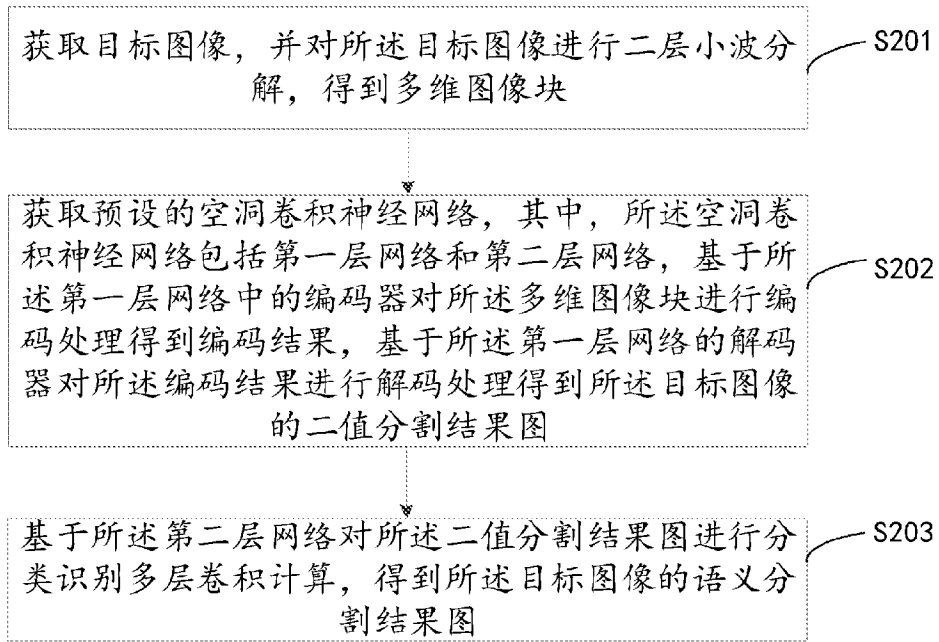 获取目标图像，并对所述目标图像进行二层小波分
解，得到多维图像块
S201
获取预设的空洞卷积神经网络，其中，所述空洞卷
积神经网络包括第一层网络和第二层网络，基于所
述第一层网络中的编码器对所述多维图像块进行编
码处理得到编码结果，基于所述第一层网络的解码
器对所述编码结果进行解码处理得到所述目标图像
的二值分割结果图
S202
基于所述第二层网络对所述二值分割结果图进行分
类识别多层卷积计算，得到所述目标图像的语义分
割结果图
S203